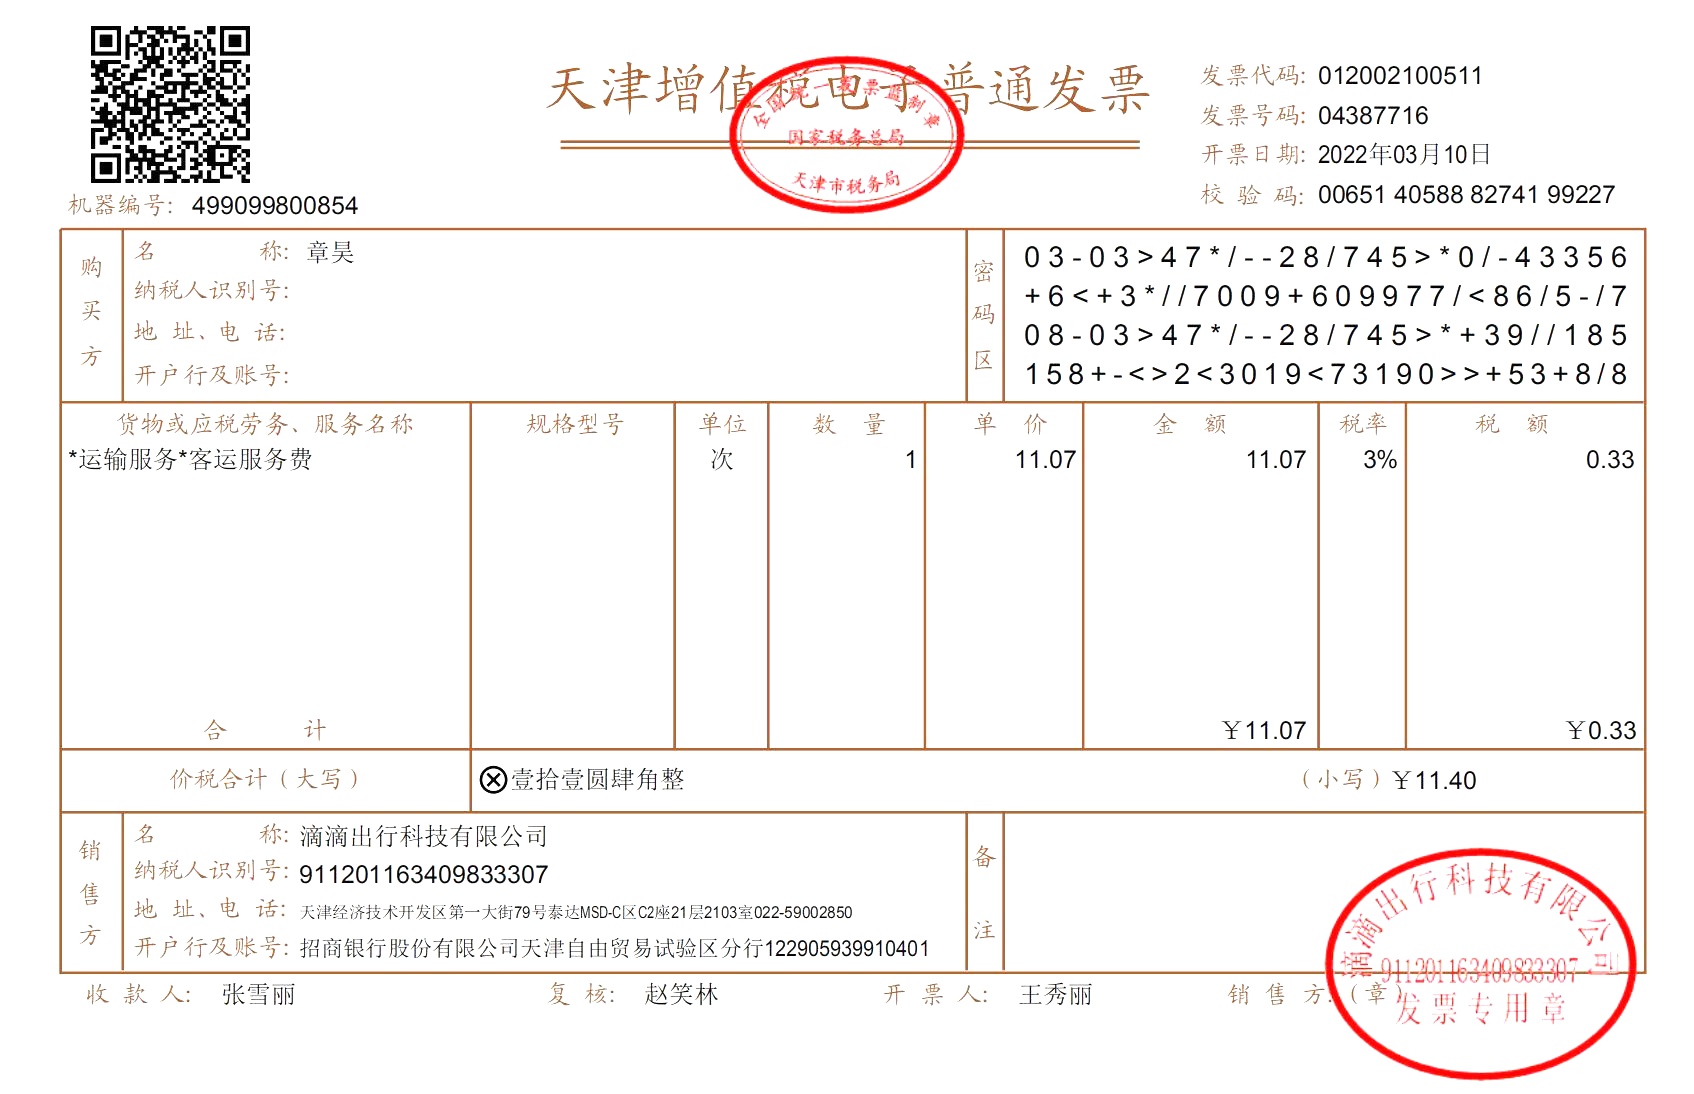 天津增值税电子普通发票
全国统一发票监制章
国家税务总局
天津市税务局
发票代码: 012002100511
发票号码: 04387716
开票日期: 2022年03月10日
校 验 码: 00651 40588 82741 99227
机器编号: 499099800854
购买方
名 称: 章昊
纳税人识别号:
地 址、电 话:
开户行及账号:
密码区
03-03>47*/--28/745>*0/-43356
+6<+3*//7009+609977/<86/5-/7
08-03>47*/--28/745>*+39//185
158+-<>2<3019<73190>>+53+8/8
货物或应税劳务、服务名称 规格型号 单位 数 量 单 价 金 额 税率 税 额
*运输服务*客运服务费 次 1 11.07 11.07 3% 0.33
合 计 ￥11.07 ￥0.33
价税合计（大写） ⊗壹拾壹圆肆角整 （小写）￥11.40
销售方
名 称: 滴滴出行科技有限公司
纳税人识别号: 911201163409833307
地 址、电 话: 天津经济技术开发区第一大街79号泰达MSD-C区C2座21层2103室022-59002850
开户行及账号: 招商银行股份有限公司天津自由贸易试验区分行122905939910401
备注
收 款 人: 张雪丽 复 核: 赵笑林 开 票 人: 王秀丽 销 售 方:（章）
滴滴出行科技有限公司
911201163409833307
发票专用章